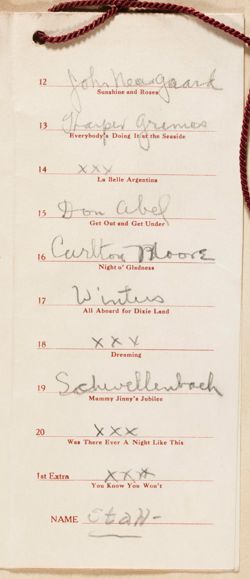 12 John Neergaard
Sunshine and Roses
13 Harper Grimes
Everybody's Doing It at the Seaside
14 xxx
La Belle Argentina
15 Don Abel
Get Out and Get Under
16 Carlton Moore
Night o' Gladness
17 Winters
All Aboard for Dixie Land
18 xxx
Dreaming
19 Schwellenbach
Mammy Jinny's Jubilee
20 xxx
Was There Ever A Night Like This
1st Extra xxx
You Know You Won't
NAME